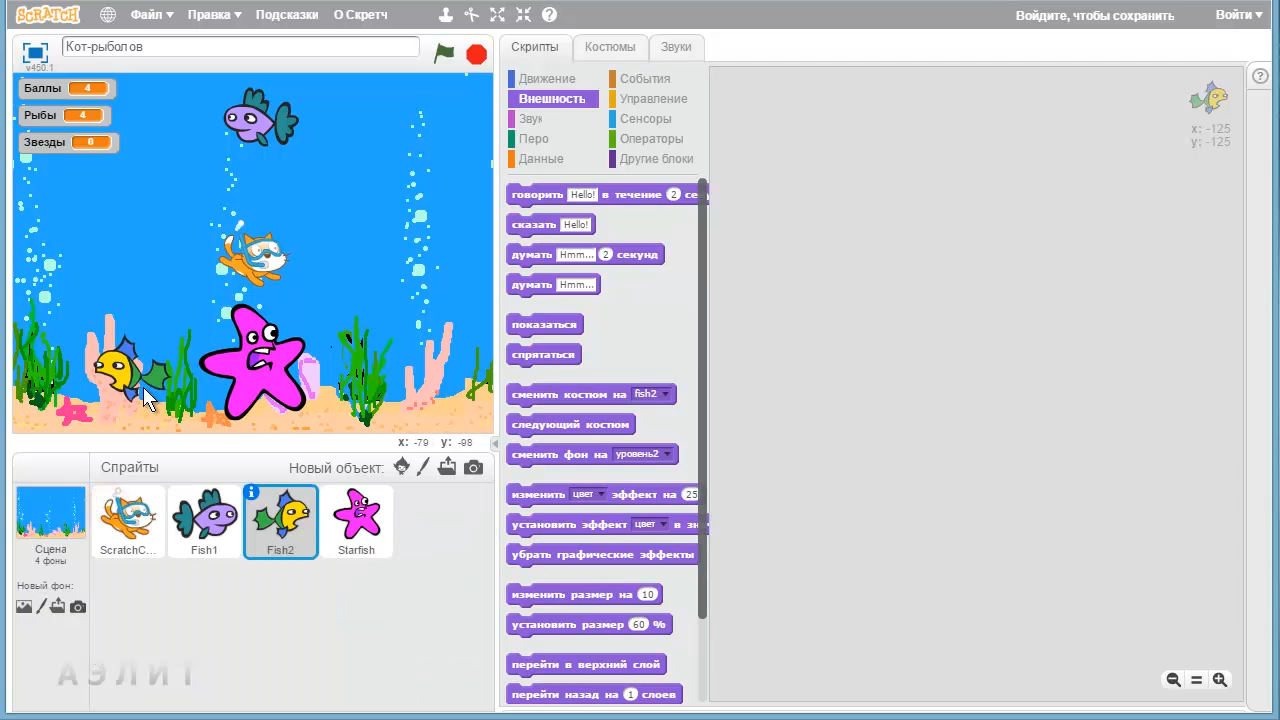 SCRATCH Файл Правка Подсказки О Скретч Войдите, чтобы сохранить Войти
v450.1 Кот-рыболов
Баллы 4
Рыбы 4
Звезды 0
x: -79 y: -98
Спрайты Новый объект:
Сцена
4 фоны
Новый фон:
ScratchC...
Fish1
Fish2
Starfish
АЭЛИТ
Скрипты Костюмы Звуки
Движение События
Внешность Управление
Звук Сенсоры
Перо Операторы
Данные Другие блоки
говорить Hello! в течение 2 се
сказать Hello!
думать Hmm... 2 секунд
думать Hmm...
показаться
спрятаться
сменить костюм на fish2
следующий костюм
сменить фон на уровень2
изменить цвет эффект на 25
установить эффект цвет в зн
убрать графические эффекты
изменить размер на 10
установить размер 60 %
перейти в верхний слой
перейти назад на 1 слоев
x: -125
y: -125